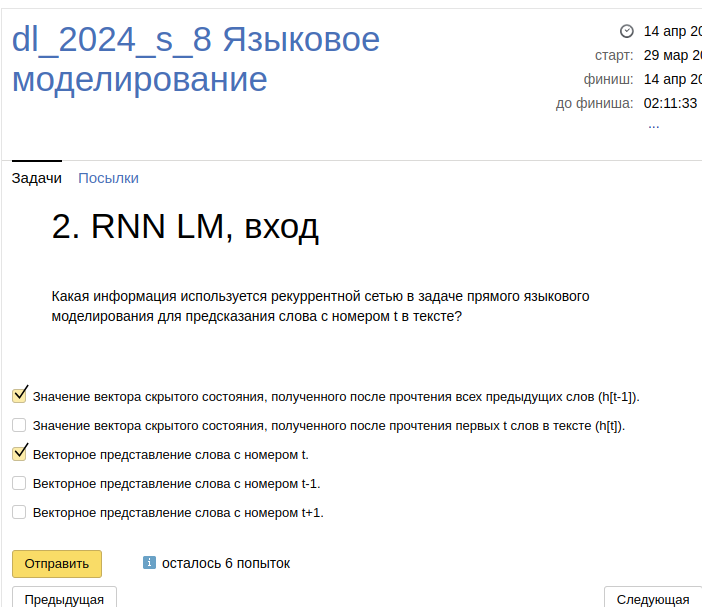 dl_2024_s_8 Языковое
моделирование
14 апр 20
старт: 29 мар 20
финиш: 14 апр 20
до финиша: 02:11:33
...
Задачи Посылки
2. RNN LM, вход
Какая информация используется рекуррентной сетью в задаче прямого языкового
моделирования для предсказания слова с номером t в тексте?
Значение вектора скрытого состояния, полученного после прочтения всех предыдущих слов (h[t-1]).
Значение вектора скрытого состояния, полученного после прочтения первых t слов в тексте (h[t]).
Векторное представление слова с номером t.
Векторное представление слова с номером t-1.
Векторное представление слова с номером t+1.
Отправить i осталось 6 попыток
Предыдущая Следующая